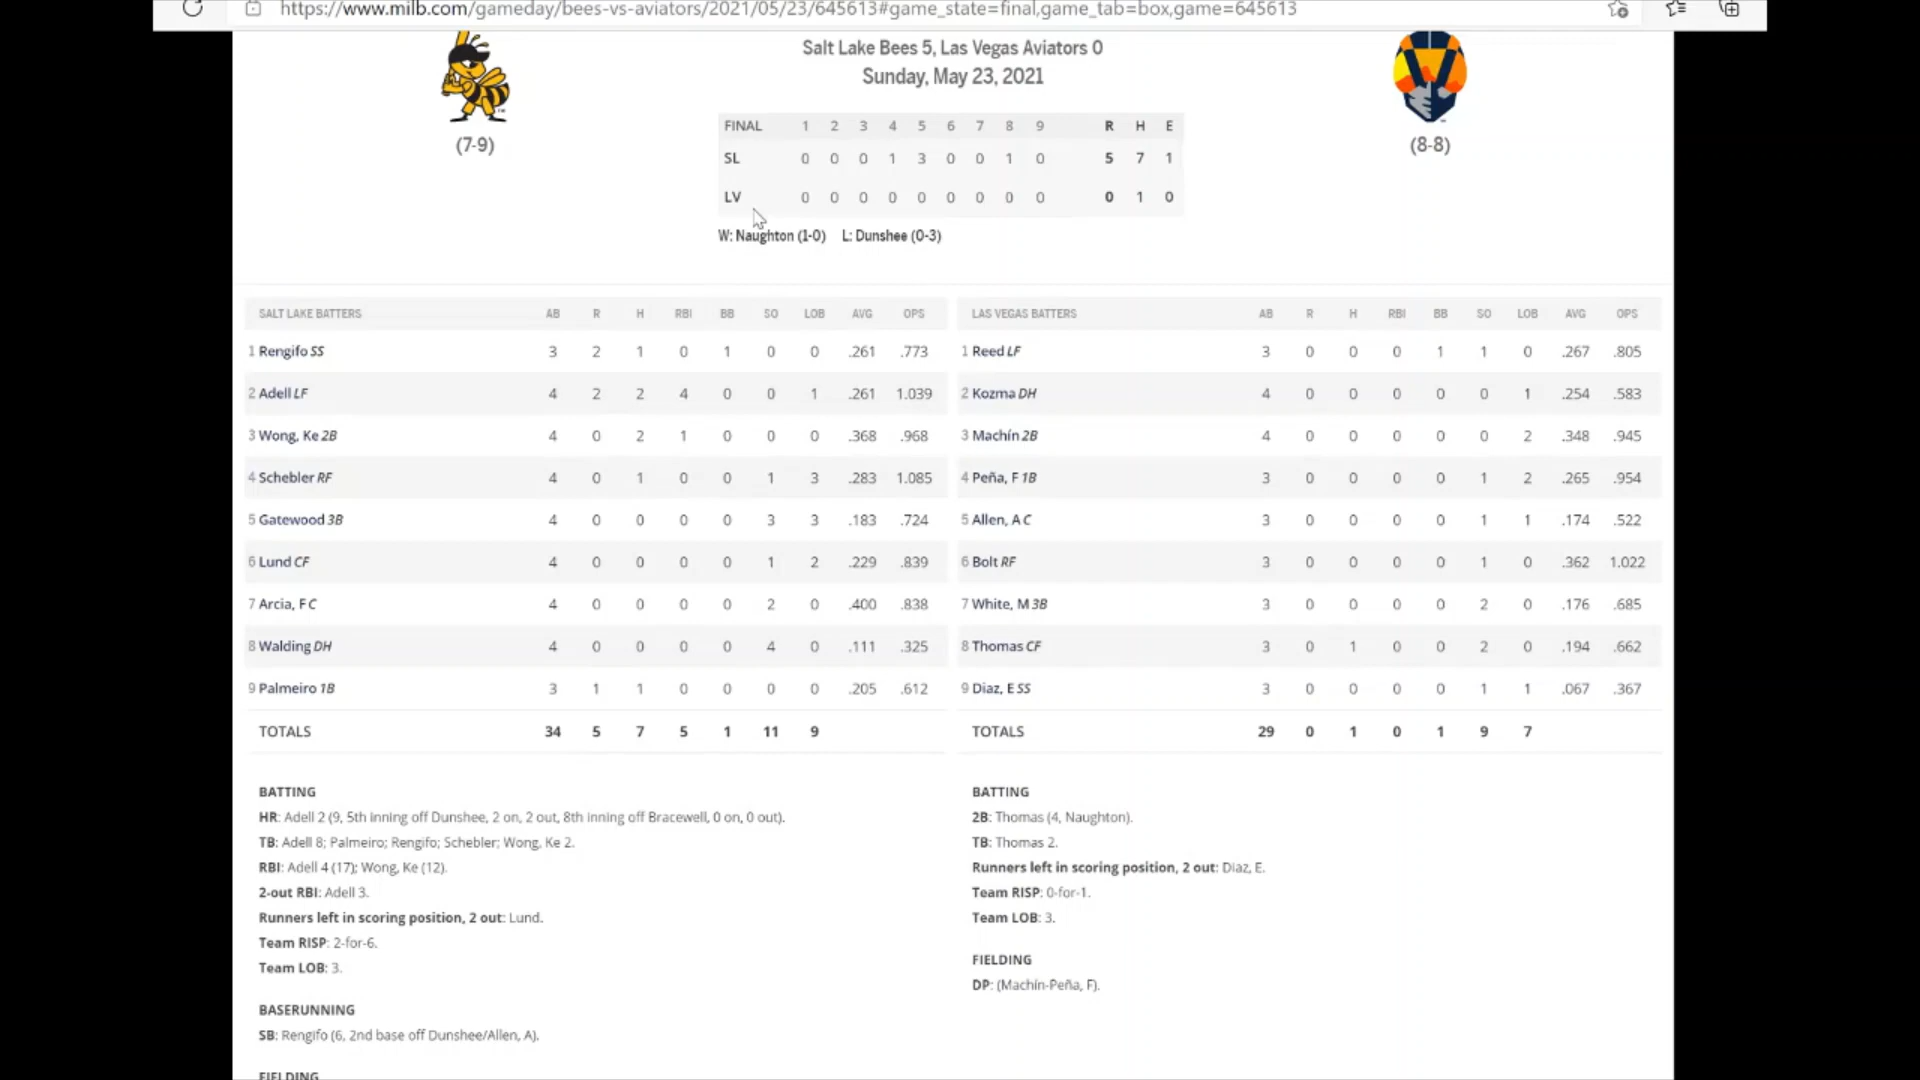 https://www.milb.com/gameday/bees-vs-aviators/2021/05/23/645613#game_state=final,game_tab=box,game=645613
Salt Lake Bees 5, Las Vegas Aviators 0
Sunday, May 23, 2021
(7-9)
(8-8)
FINAL 1 2 3 4 5 6 7 8 9 R H E
SL 0 0 0 1 3 0 0 1 0 5 7 1
LV 0 0 0 0 0 0 0 0 0 0 1 0
W: Naughton (1-0) L: Dunshee (0-3)
SALT LAKE BATTERS AB R H RBI BB SO LOB AVG OPS
1 Rengifo SS 3 2 1 0 1 0 0 .261 .773
2 Adell LF 4 2 2 4 0 0 1 .261 1.039
3 Wong, Ke 2B 4 0 2 1 0 0 0 .368 .968
4 Schebler RF 4 0 1 0 0 1 3 .283 1.085
5 Gatewood 3B 4 0 0 0 0 3 3 .183 .724
6 Lund CF 4 0 0 0 0 1 2 .229 .839
7 Arcia, F C 4 0 0 0 0 2 0 .400 .838
8 Walding DH 4 0 0 0 0 4 0 .111 .325
9 Palmeiro 1B 3 1 1 0 0 0 0 .205 .612
TOTALS 34 5 7 5 1 11 9
BATTING
HR: Adell 2 (9, 5th inning off Dunshee, 2 on, 2 out, 8th inning off Bracewell, 0 on, 0 out).
TB: Adell 8; Palmeiro; Rengifo; Schebler; Wong, Ke 2.
RBI: Adell 4 (17); Wong, Ke (12).
2-out RBI: Adell 3.
Runners left in scoring position, 2 out: Lund.
Team RISP: 2-for-6.
Team LOB: 3.
BASERUNNING
SB: Rengifo (6, 2nd base off Dunshee/Allen, A).
FIELDING
LAS VEGAS BATTERS AB R H RBI BB SO LOB AVG OPS
1 Reed LF 3 0 0 0 1 1 0 .267 .805
2 Kozma DH 4 0 0 0 0 0 1 .254 .583
3 Machín 2B 4 0 0 0 0 0 2 .348 .945
4 Peña, F 1B 3 0 0 0 0 1 2 .265 .954
5 Allen, A C 3 0 0 0 0 1 1 .174 .522
6 Bolt RF 3 0 0 0 0 1 0 .362 1.022
7 White, M 3B 3 0 0 0 0 2 0 .176 .685
8 Thomas CF 3 0 1 0 0 2 0 .194 .662
9 Diaz, E SS 3 0 0 0 0 1 1 .067 .367
TOTALS 29 0 1 0 1 9 7
BATTING
2B: Thomas (4, Naughton).
TB: Thomas 2.
Runners left in scoring position, 2 out: Diaz, E.
Team RISP: 0-for-1.
Team LOB: 3.
FIELDING
DP: (Machín-Peña, F).